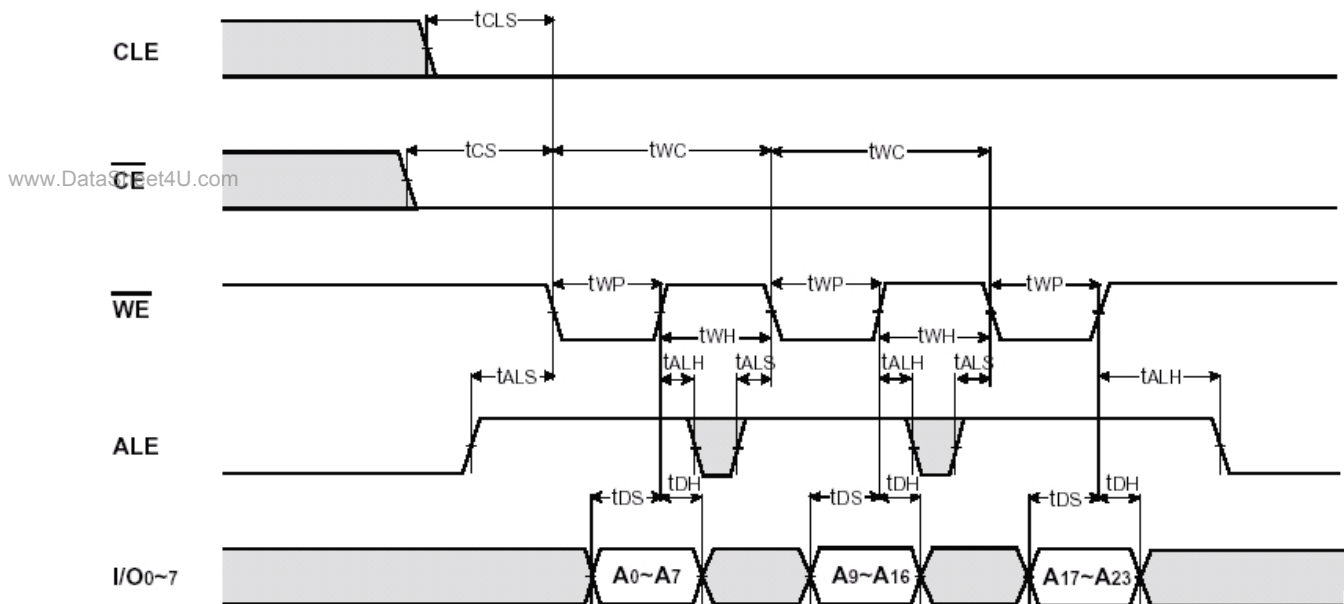 tCLS
CLE
tCS tWC tWC
www.DataSheet4U.com
CE
tWP tWP tWP
WE
tWH tWH
tALS tALH tALS tALH tALS tALH
ALE
tDS tDH tDS tDH tDS tDH
I/O0~7 A0~A7 A9~A16 A17~A23